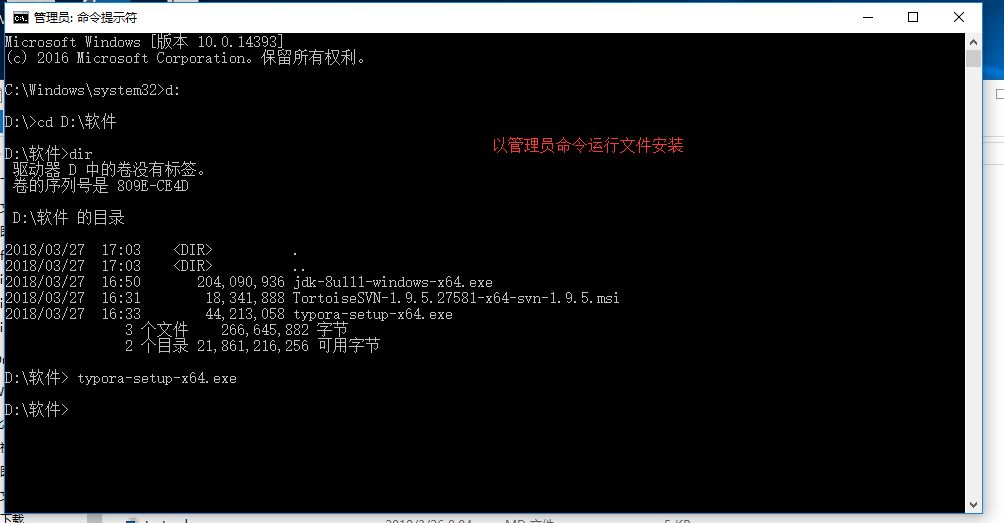 管理员: 命令提示符
Microsoft Windows [版本 10.0.14393]
(c) 2016 Microsoft Corporation。保留所有权利。
C:\Windows\system32>d:
D:\>cd D:\软件
以管理员命令运行文件安装
D:\软件>dir
驱动器 D 中的卷没有标签。
卷的序列号是 809E-CE4D
D:\软件 的目录
2018/03/27  17:03    <DIR>          .
2018/03/27  17:03    <DIR>          ..
2018/03/27  16:50       204,090,936 jdk-8u111-windows-x64.exe
2018/03/27  16:31        18,341,888 TortoiseSVN-1.9.5.27581-x64-svn-1.9.5.msi
2018/03/27  16:33        44,213,058 typora-setup-x64.exe
3 个文件    266,645,882 字节
2 个目录 21,861,216,256 可用字节
D:\软件> typora-setup-x64.exe
D:\软件>
下载